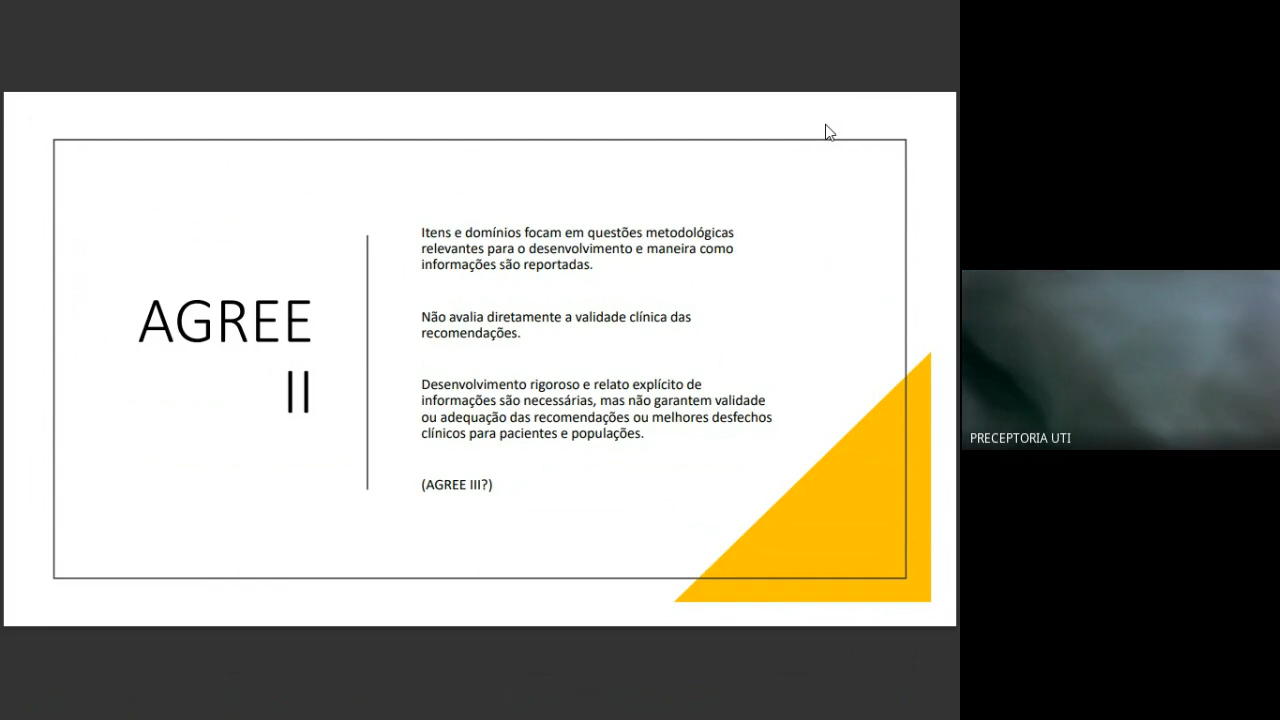 AGREE
II
Itens e domínios focam em questões metodológicas
relevantes para o desenvolvimento e maneira como
informações são reportadas.
Não avalia diretamente a validade clínica das
recomendações.
Desenvolvimento rigoroso e relato explícito de
informações são necessárias, mas não garantem validade
ou adequação das recomendações ou melhores desfechos
clínicos para pacientes e populações.
(AGREE III?)
PRECEPTORIA UTI